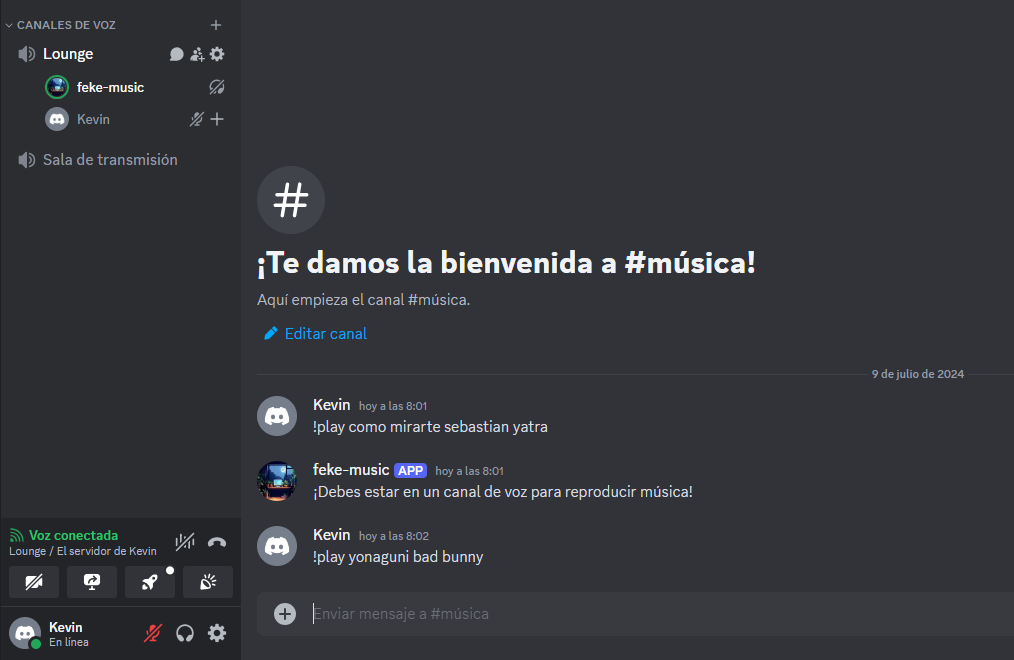 CANALES DE VOZ
Lounge
feke-music
Kevin
Sala de transmisión
Voz conectada
Lounge / El servidor de Kevin
Kevin
En línea
¡Te damos la bienvenida a #música!
Aquí empieza el canal #música.
Editar canal
9 de julio de 2024
Kevin hoy a las 8:01
!play como mirarte sebastian yatra
feke-music APP hoy a las 8:01
¡Debes estar en un canal de voz para reproducir música!
Kevin hoy a las 8:02
!play yonaguni bad bunny
Enviar mensaje a #música